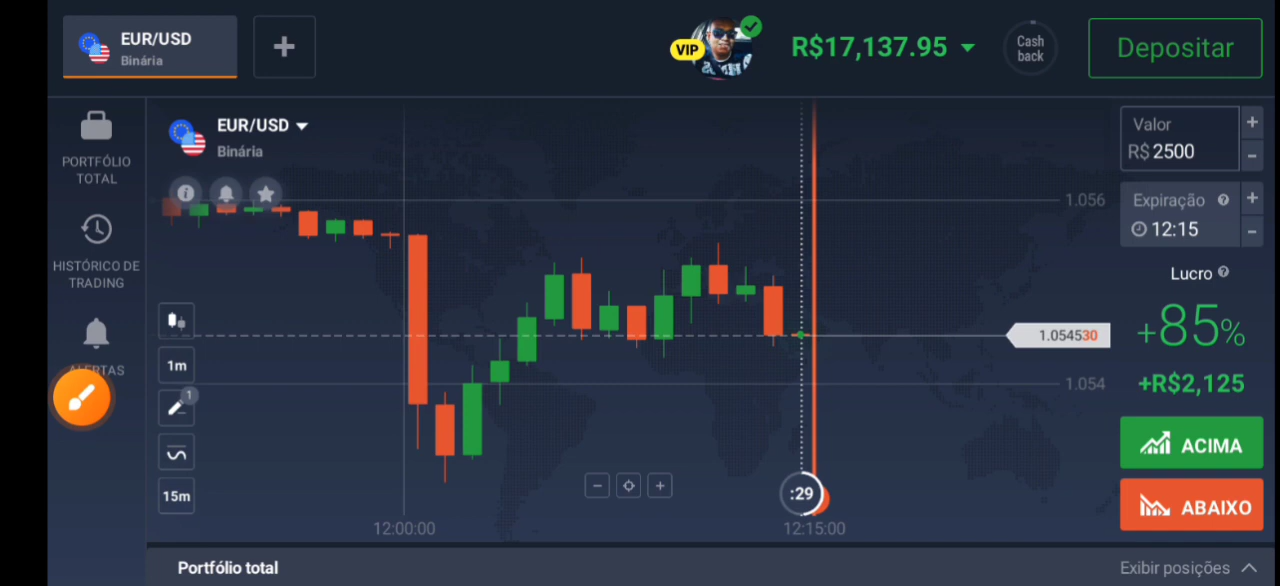 EUR/USD
Binária
VIP
R$17,137.95
Cash
back
Depositar
PORTFÓLIO
TOTAL
HISTÓRICO DE
TRADING
ALERTAS
EUR/USD
Binária
1m
1
15m
1.056
1.054530
1.054
:29
12:00:00
12:15:00
Valor
R$ 2500
+
-
Expiração
12:15
+
-
Lucro
+85%
+R$2,125
ACIMA
ABAIXO
Portfólio total
Exibir posições